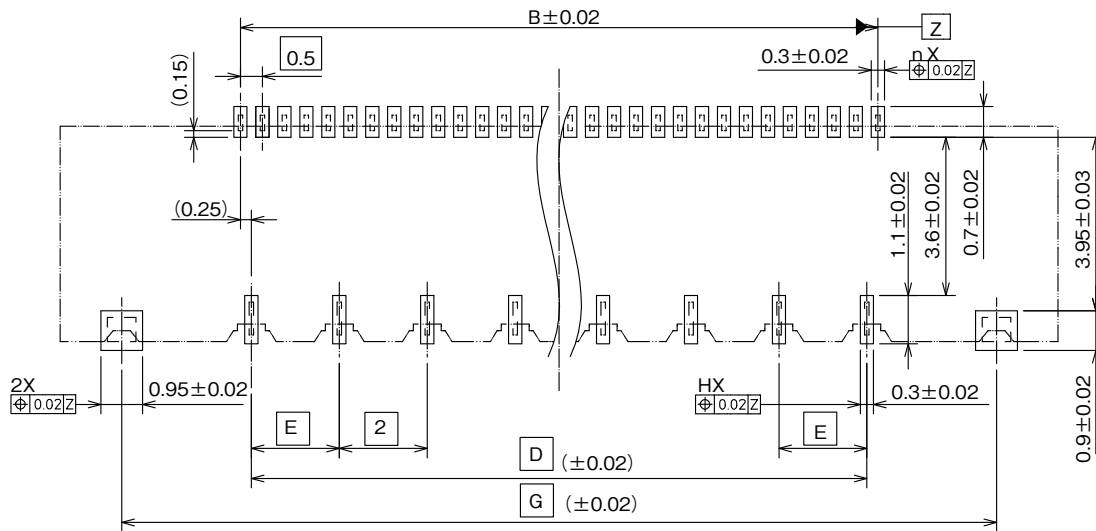 B±0.02
Z
0.5
0.3±0.02
nX
⌖ 0.02 Z
(0.15)
(0.25)
1.1±0.02
3.6±0.02
0.7±0.02
3.95±0.03
2X
⌖ 0.02 Z
0.95±0.02
HX
⌖ 0.02 Z
0.3±0.02
0.9±0.02
E
2
E
D (±0.02)
G (±0.02)